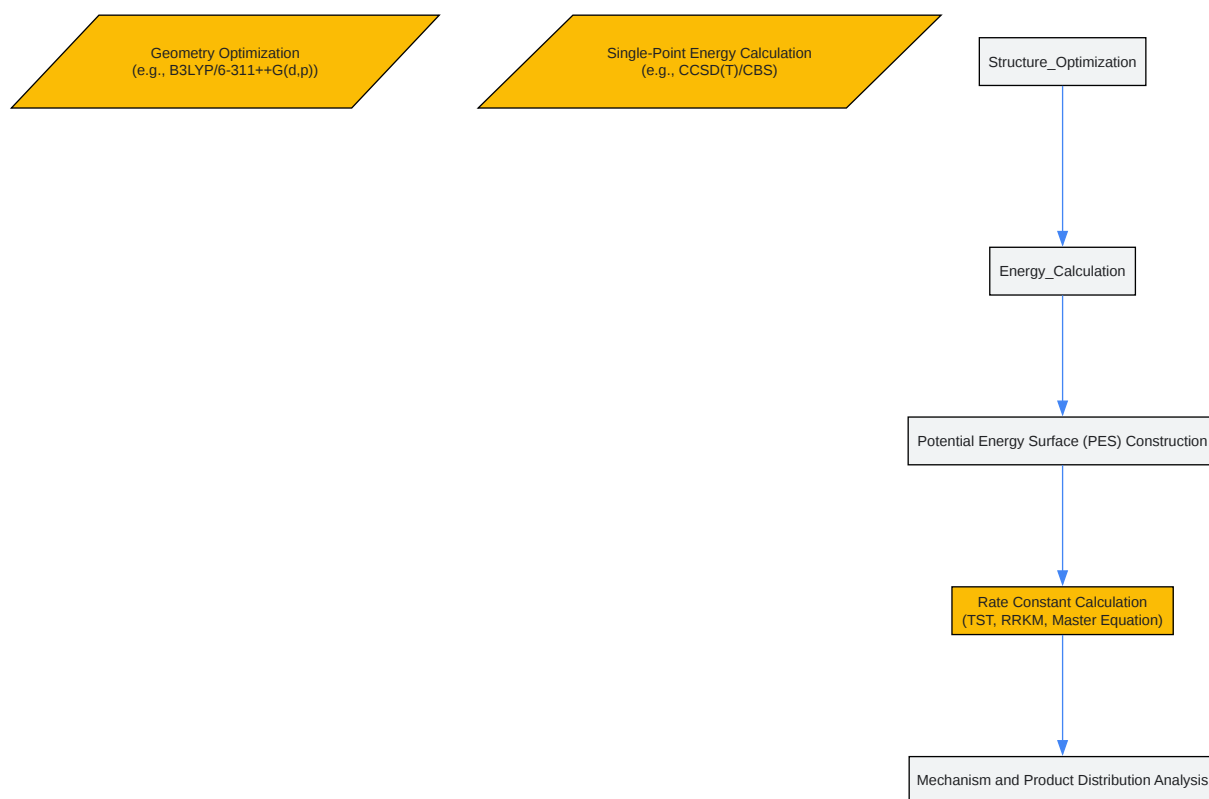 Geometry Optimization
(e.g., B3LYP/6-311++G(d,p))
Single-Point Energy Calculation
(e.g., CCSD(T)/CBS)
Structure_Optimization
Energy_Calculation
Potential Energy Surface (PES) Construction
Rate Constant Calculation
(TST, RRKM, Master Equation)
Mechanism and Product Distribution Analysis